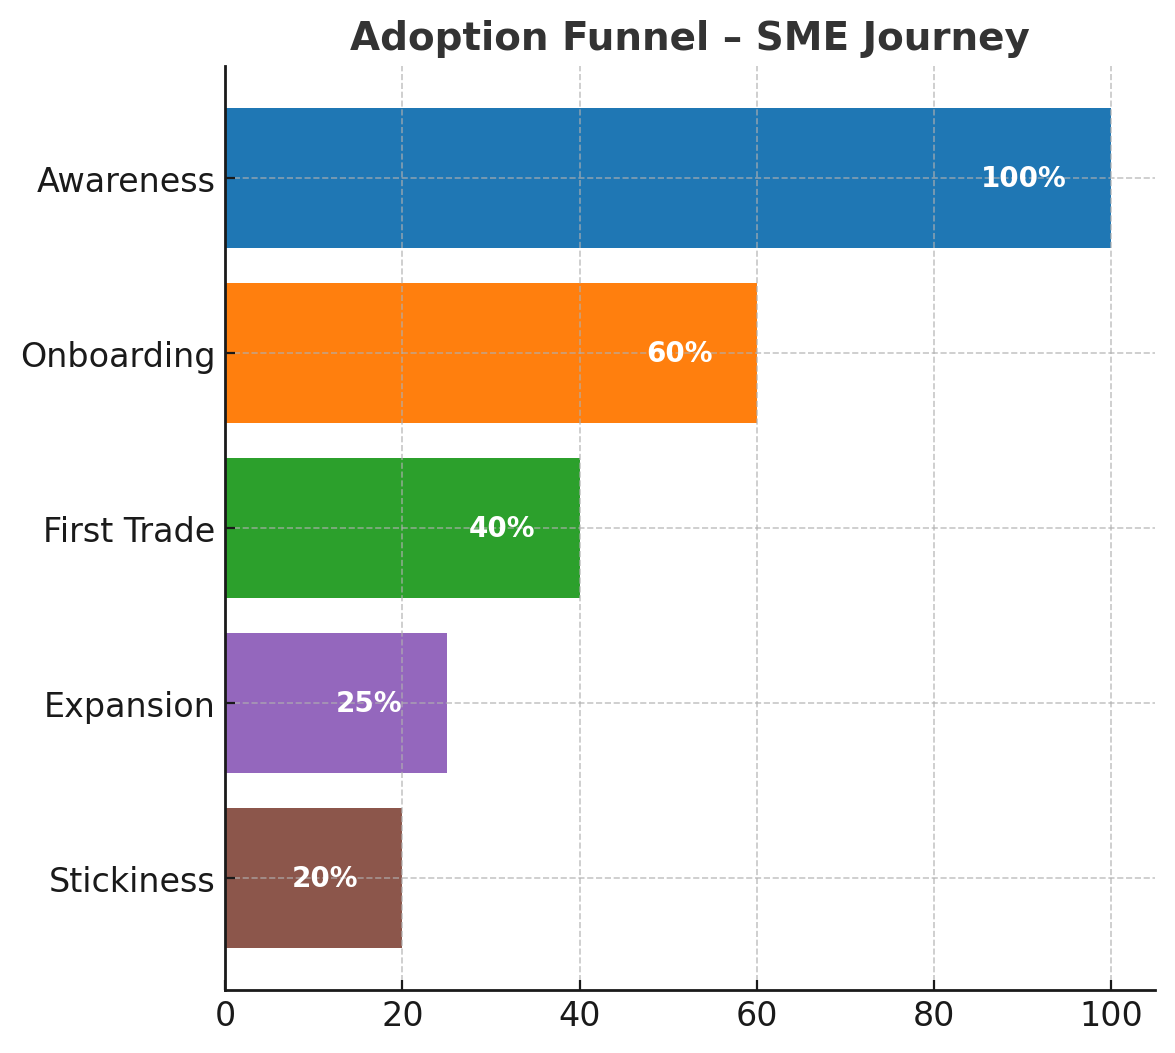 Adoption Funnel – SME Journey
Awareness
100%
Onboarding
60%
First Trade
40%
Expansion
25%
Stickiness
20%
0 20 40 60 80 100